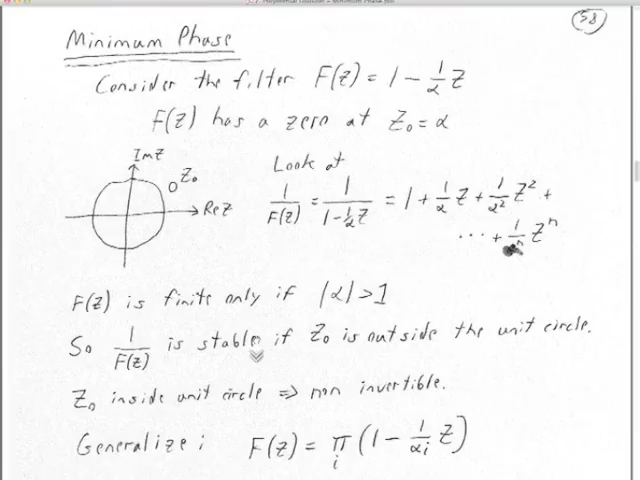 58
Minimum Phase
Consider the filter F(Z) = 1 - 1/α Z
F(Z) has a zero at Z₀ = α
Im Z
Z₀
Re Z
Look at
1/F(Z) = 1/(1 - 1/α Z) = 1 + 1/α Z + 1/α² Z² +
... + 1/αⁿ Zⁿ
F(Z) is finite only if |α| > 1
So 1/F(Z) is stable if Z₀ is outside the unit circle.
Z₀ inside unit circle ⇒ non invertible.
Generalize: F(Z) = π_i (1 - 1/α_i Z)